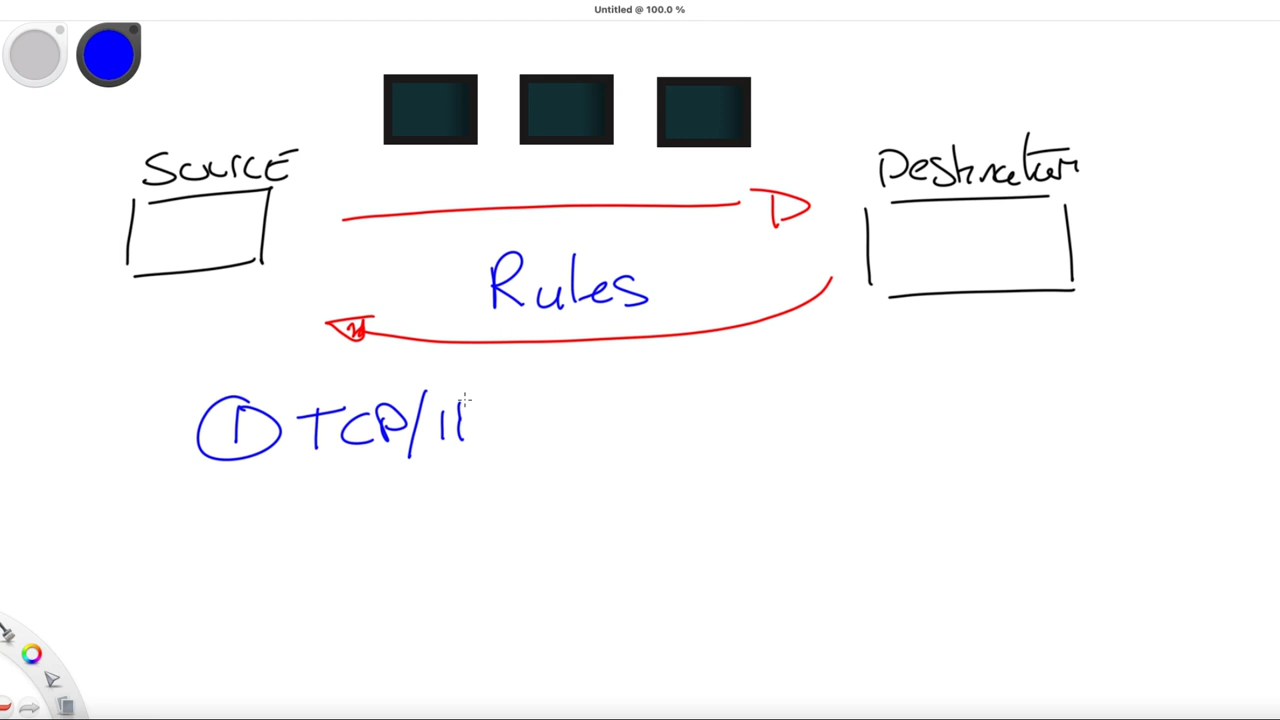 Untitled @ 100.0 %
SOURCE
Destination
Rules
① TCP/I